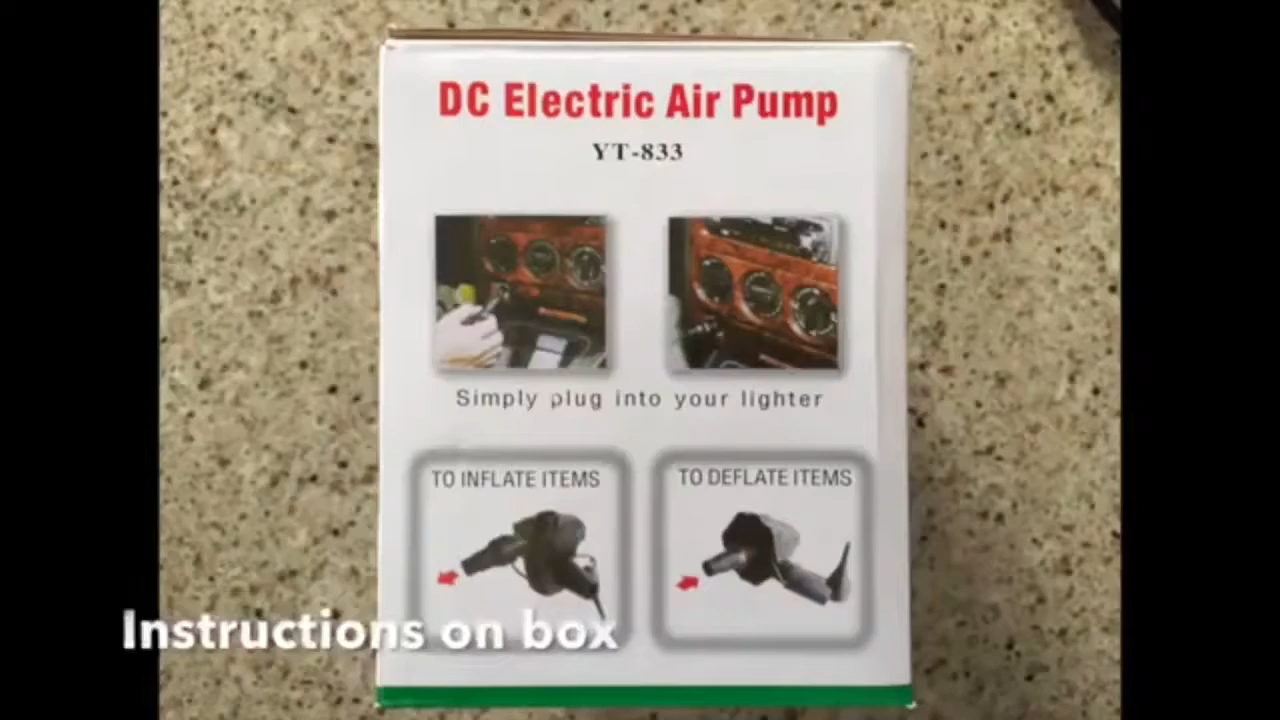 DC Electric Air Pump
YT-833
Simply plug into your lighter
TO INFLATE ITEMS
TO DEFLATE ITEMS
Instructions on box